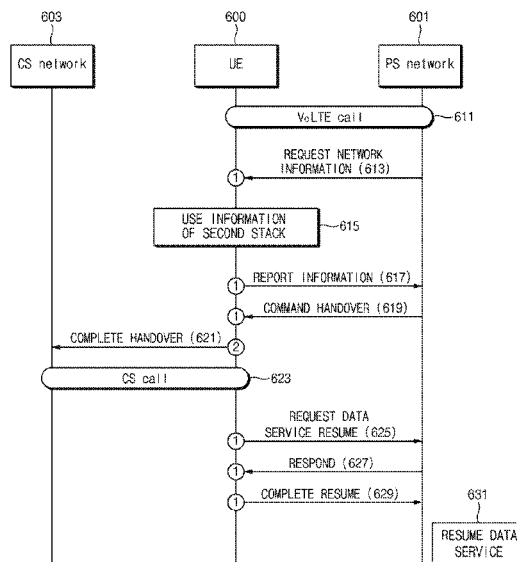 603
600
601
CS network
UE
PS network
VoLTE call
611
REQUEST NETWORK
INFORMATION (613)
1
USE INFORMATION
OF SECOND STACK
615
1
REPORT INFORMATION (617)
1
COMMAND HANDOVER (619)
COMPLETE HANDOVER (621)
2
CS call
623
REQUEST DATA
SERVICE RESUME (625)
1
RESPOND (627)
1
COMPLETE RESUME (629)
1
631
RESUME DATA
SERVICE